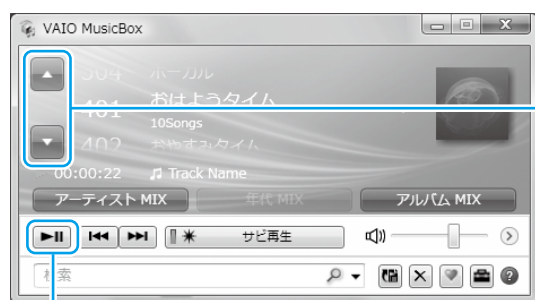 VAIO MusicBox
304 ボーカル
401 おはようタイム
10Songs
402 おやすみタイム
00:00:22 ♫ Track Name
アーティスト MIX 年代 MIX アルバム MIX
サビ再生
検索